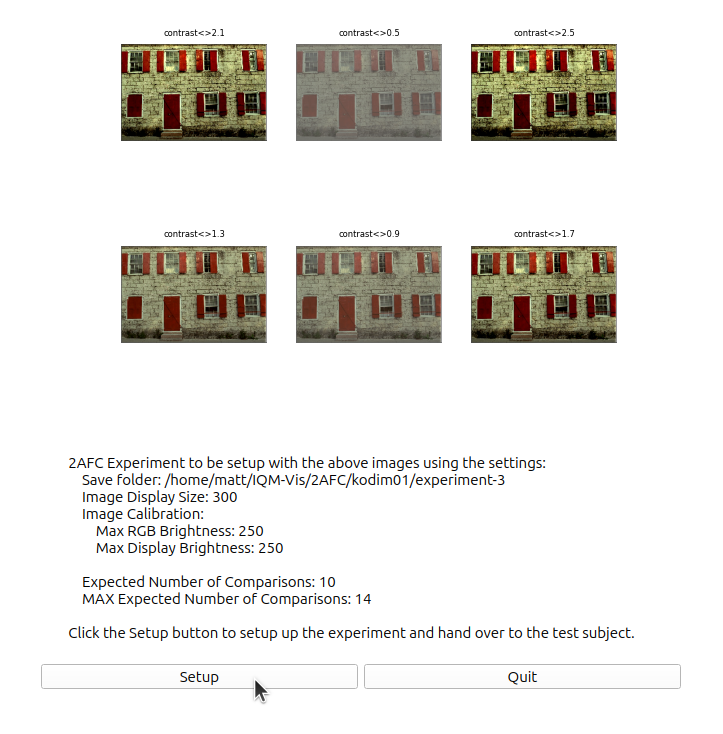 contrast<>2.1 contrast<>0.5 contrast<>2.5
contrast<>1.3 contrast<>0.9 contrast<>1.7
2AFC Experiment to be setup with the above images using the settings:
Save folder: /home/matt/IQM-Vis/2AFC/kodim01/experiment-3
Image Display Size: 300
Image Calibration:
Max RGB Brightness: 250
Max Display Brightness: 250
Expected Number of Comparisons: 10
MAX Expected Number of Comparisons: 14
Click the Setup button to setup up the experiment and hand over to the test subject.
Setup Quit